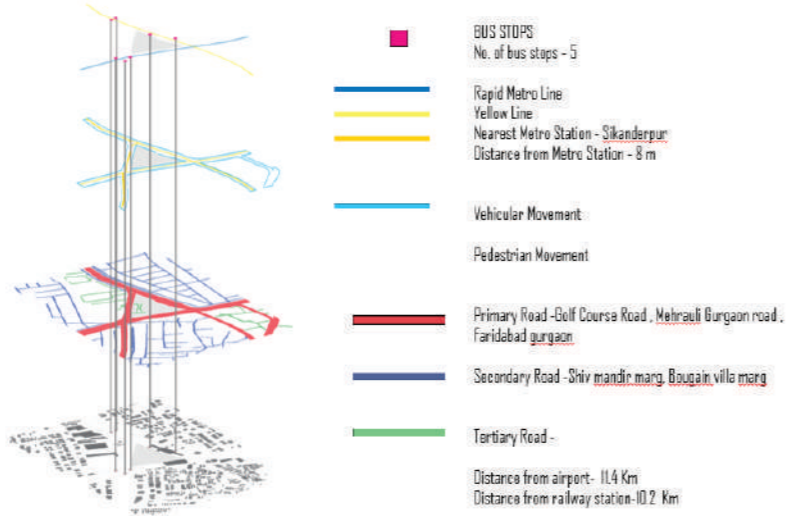 BUS STOPS
No. of bus stops - 5
Rapid Metro Line
Yellow Line
Nearest Metro Station - Sikanderpur
Distance from Metro Station - 8 m
Vehicular Movement
Pedestrian Movement
Primary Road -Golf Course Road , Mehrauli Gurgaon road ,
Faridabad gurgaon
Secondary Road -Shiv mandir marg, Bougain villa marg
Tertiary Road -
Distance from airport- 11.4 Km
Distance from railway station-10.2 Km